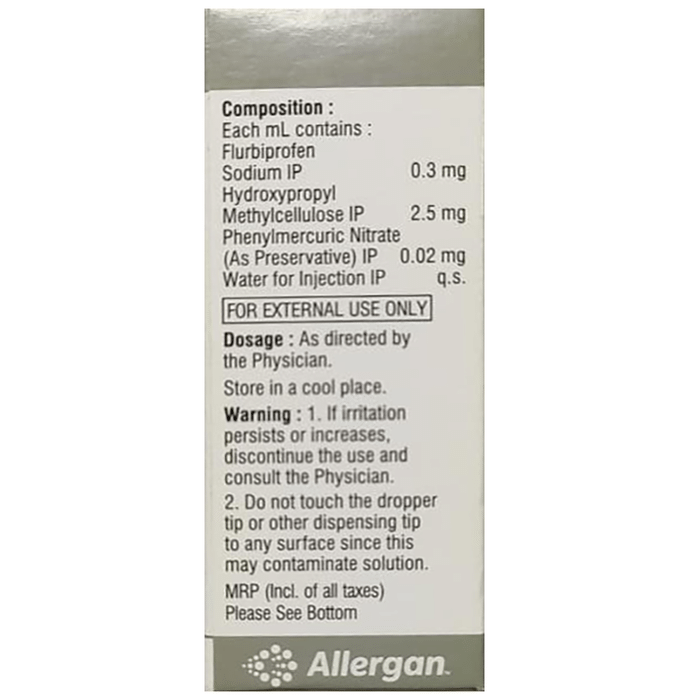 Composition :
Each mL contains :
Flurbiprofen
Sodium IP 0.3 mg
Hydroxypropyl
Methylcellulose IP 2.5 mg
Phenylmercuric Nitrate
(As Preservative) IP 0.02 mg
Water for Injection IP q.s.
FOR EXTERNAL USE ONLY
Dosage : As directed by
the Physician.
Store in a cool place.
Warning : 1. If irritation
persists or increases,
discontinue the use and
consult the Physician.
2. Do not touch the dropper
tip or other dispensing tip
to any surface since this
may contaminate solution.
MRP (Incl. of all taxes)
Please See Bottom
Allergan™